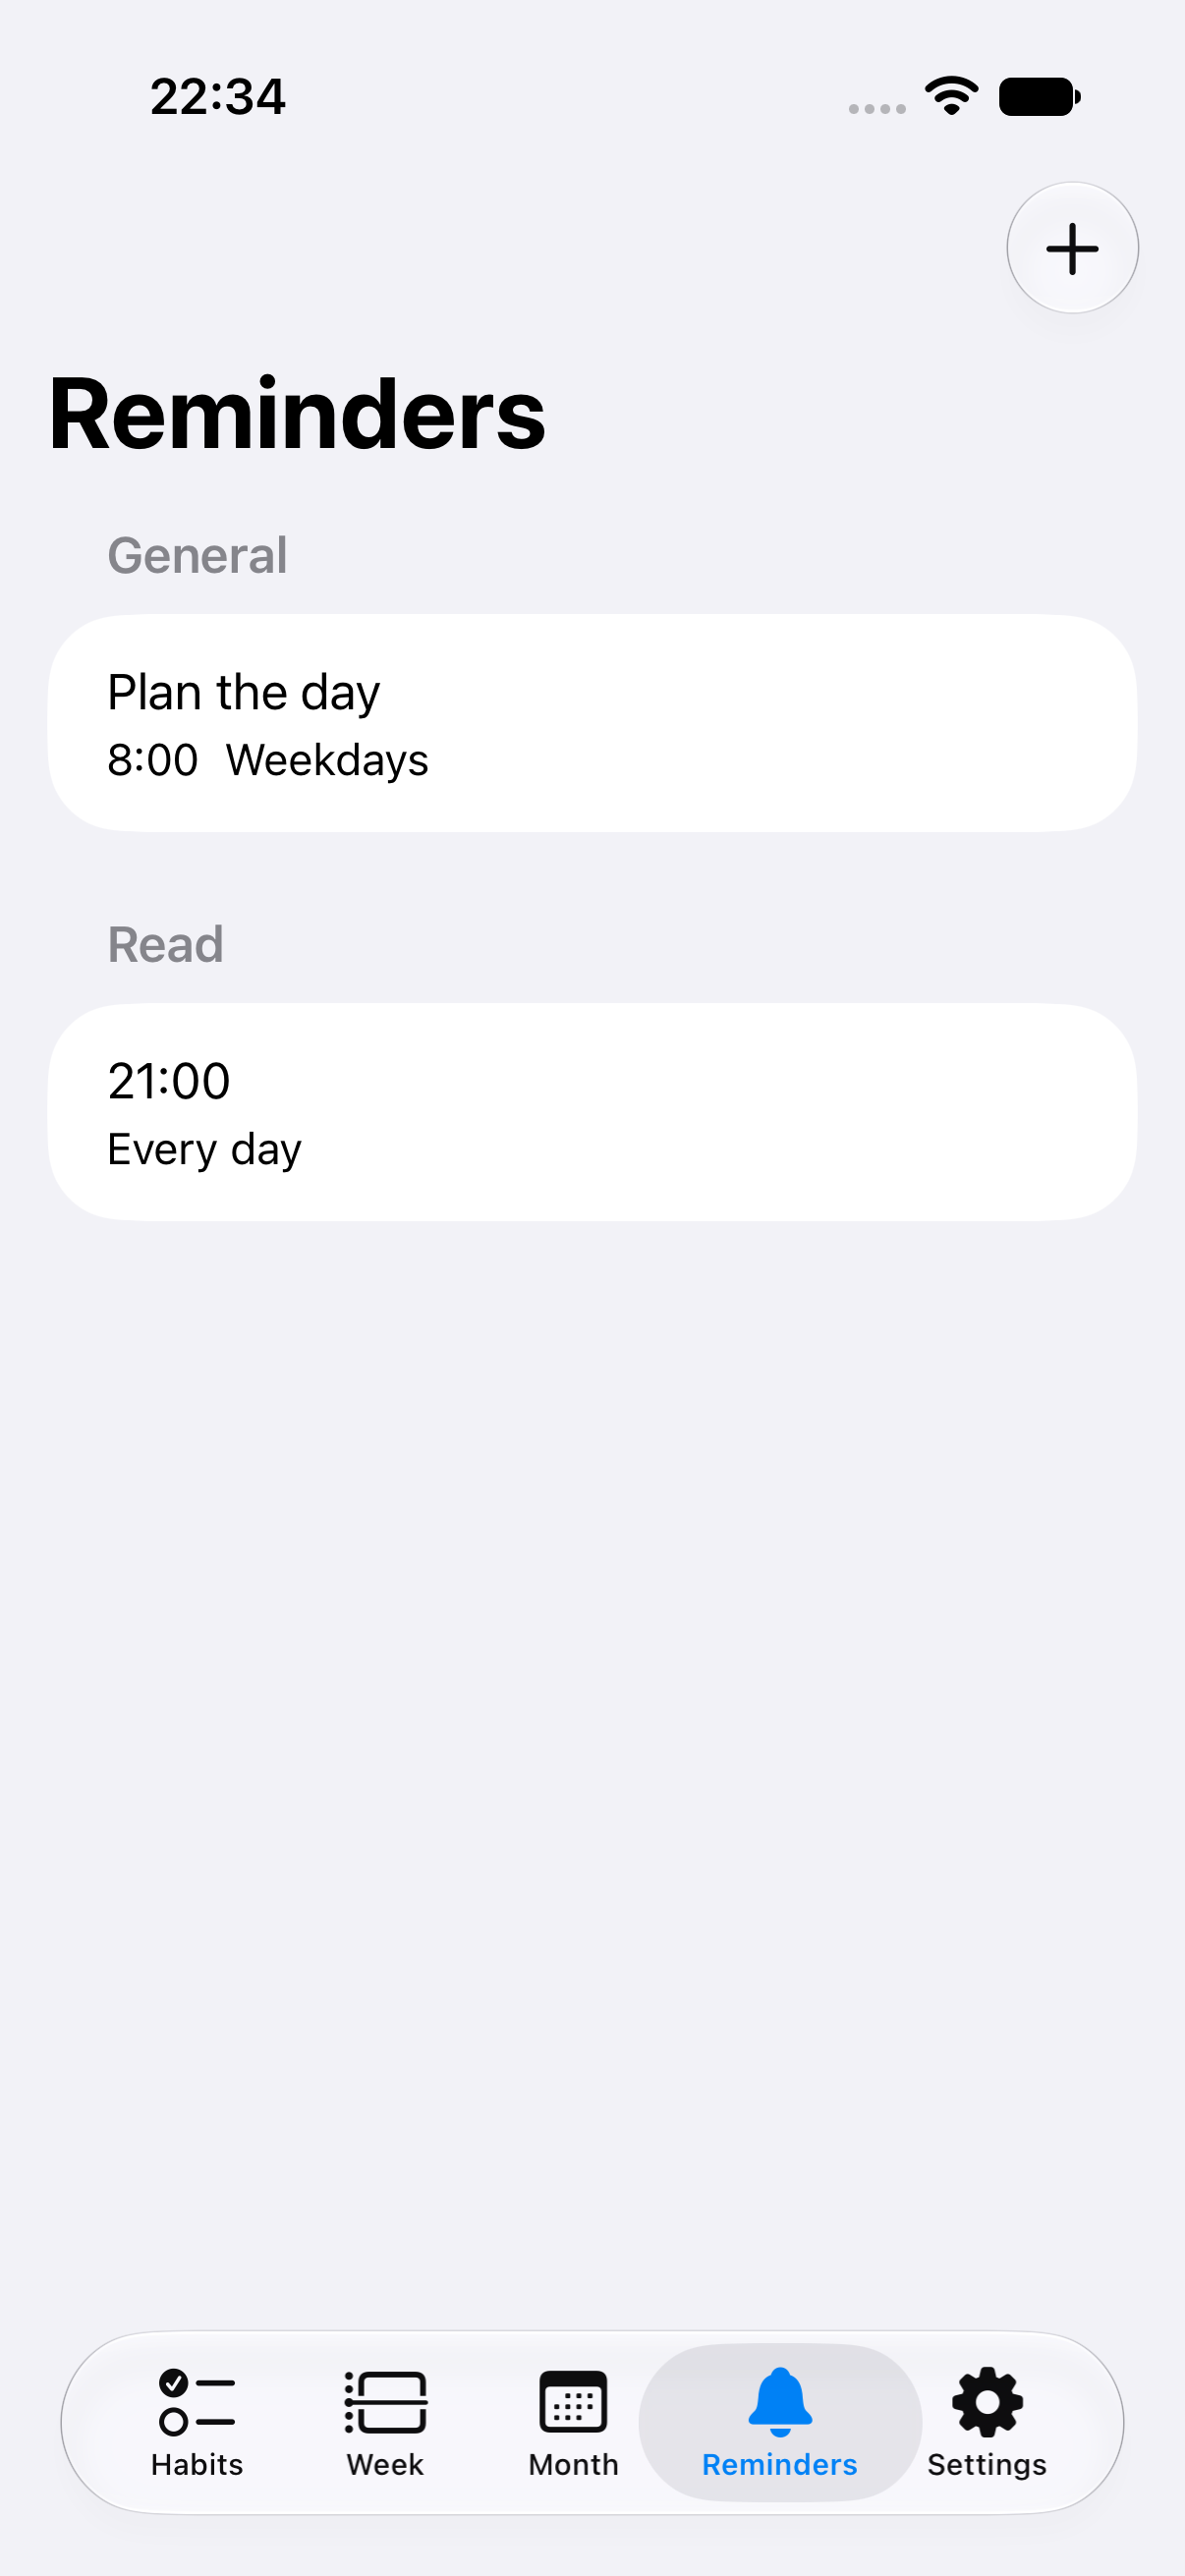 22:34
Reminders
General
Plan the day
8:00 Weekdays
Read
21:00
Every day
Habits Week Month Reminders Settings